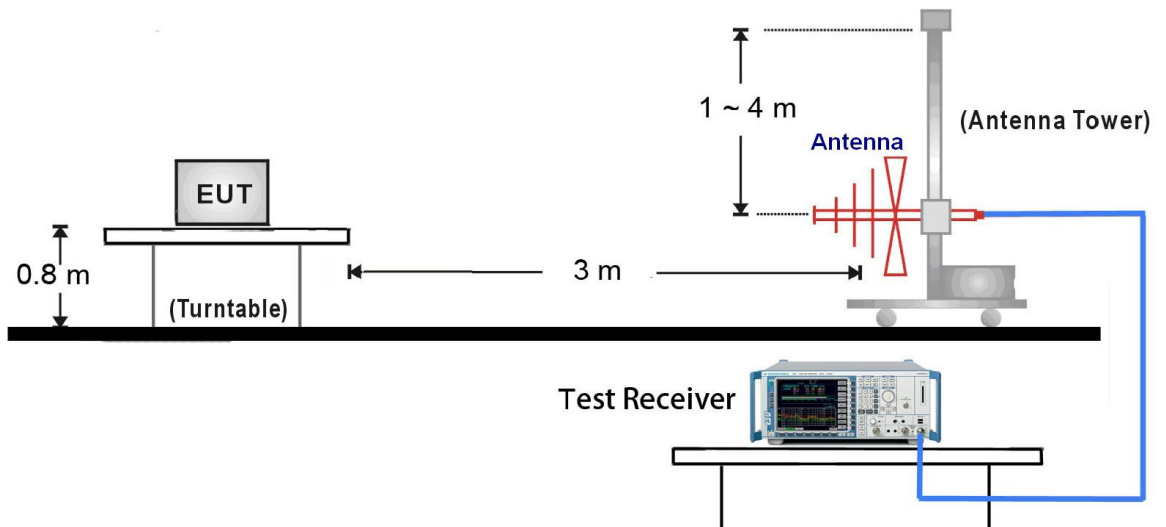 1 ~ 4 m
(Antenna Tower)
Antenna
EUT
0.8 m
3 m
(Turntable)
Test Receiver